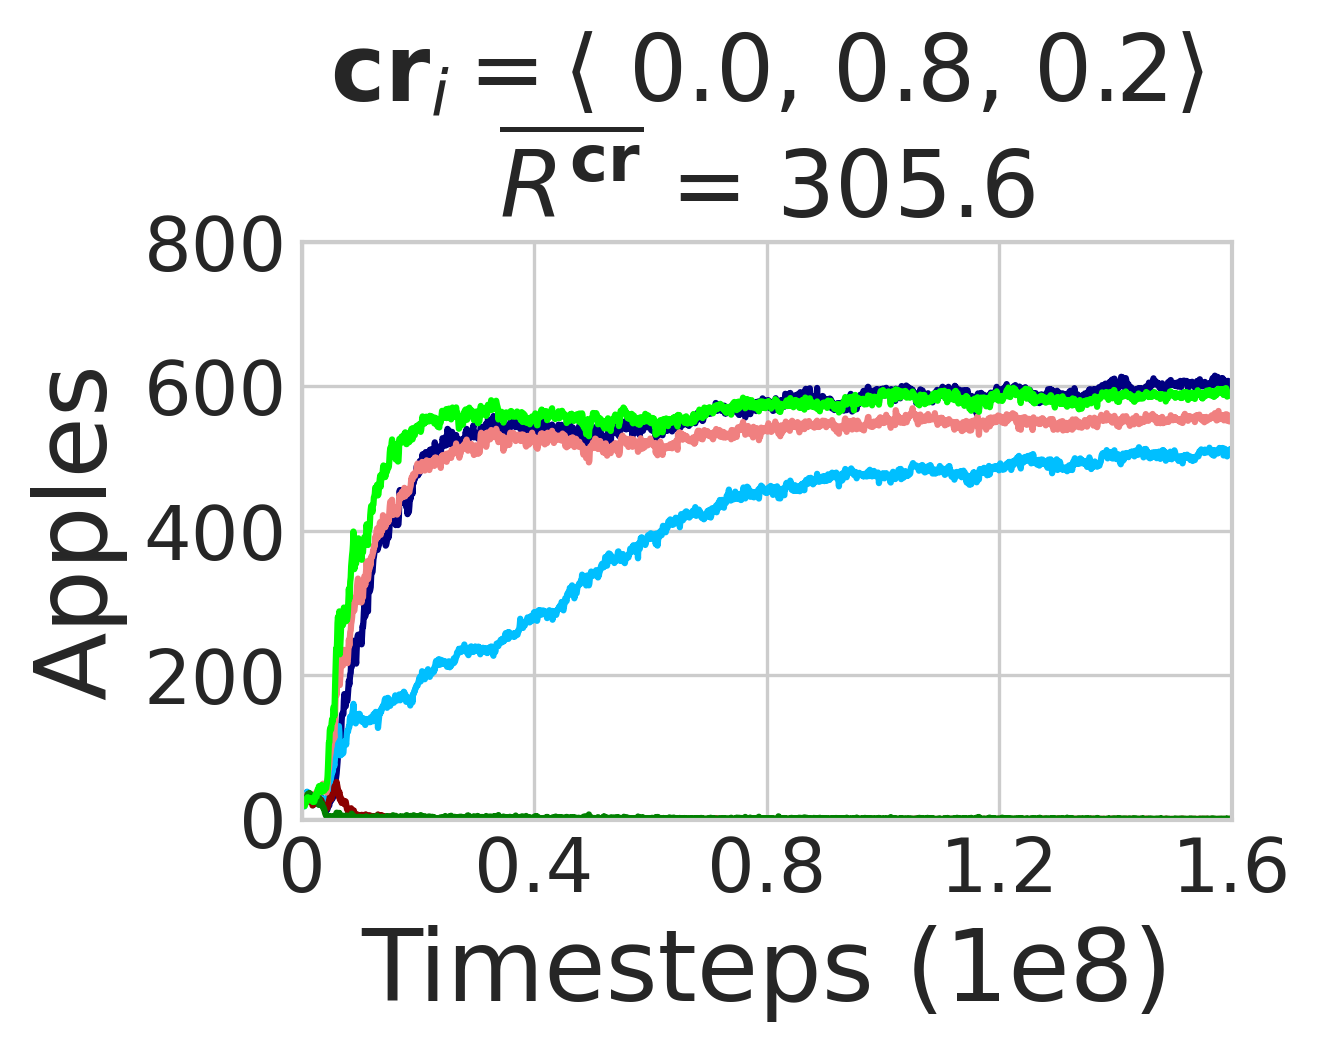 cr_i = ⟨ 0.0, 0.8, 0.2⟩
R^cr = 305.6
800
600
400
200
0
Apples
0 0.4 0.8 1.2 1.6
Timesteps (1e8)